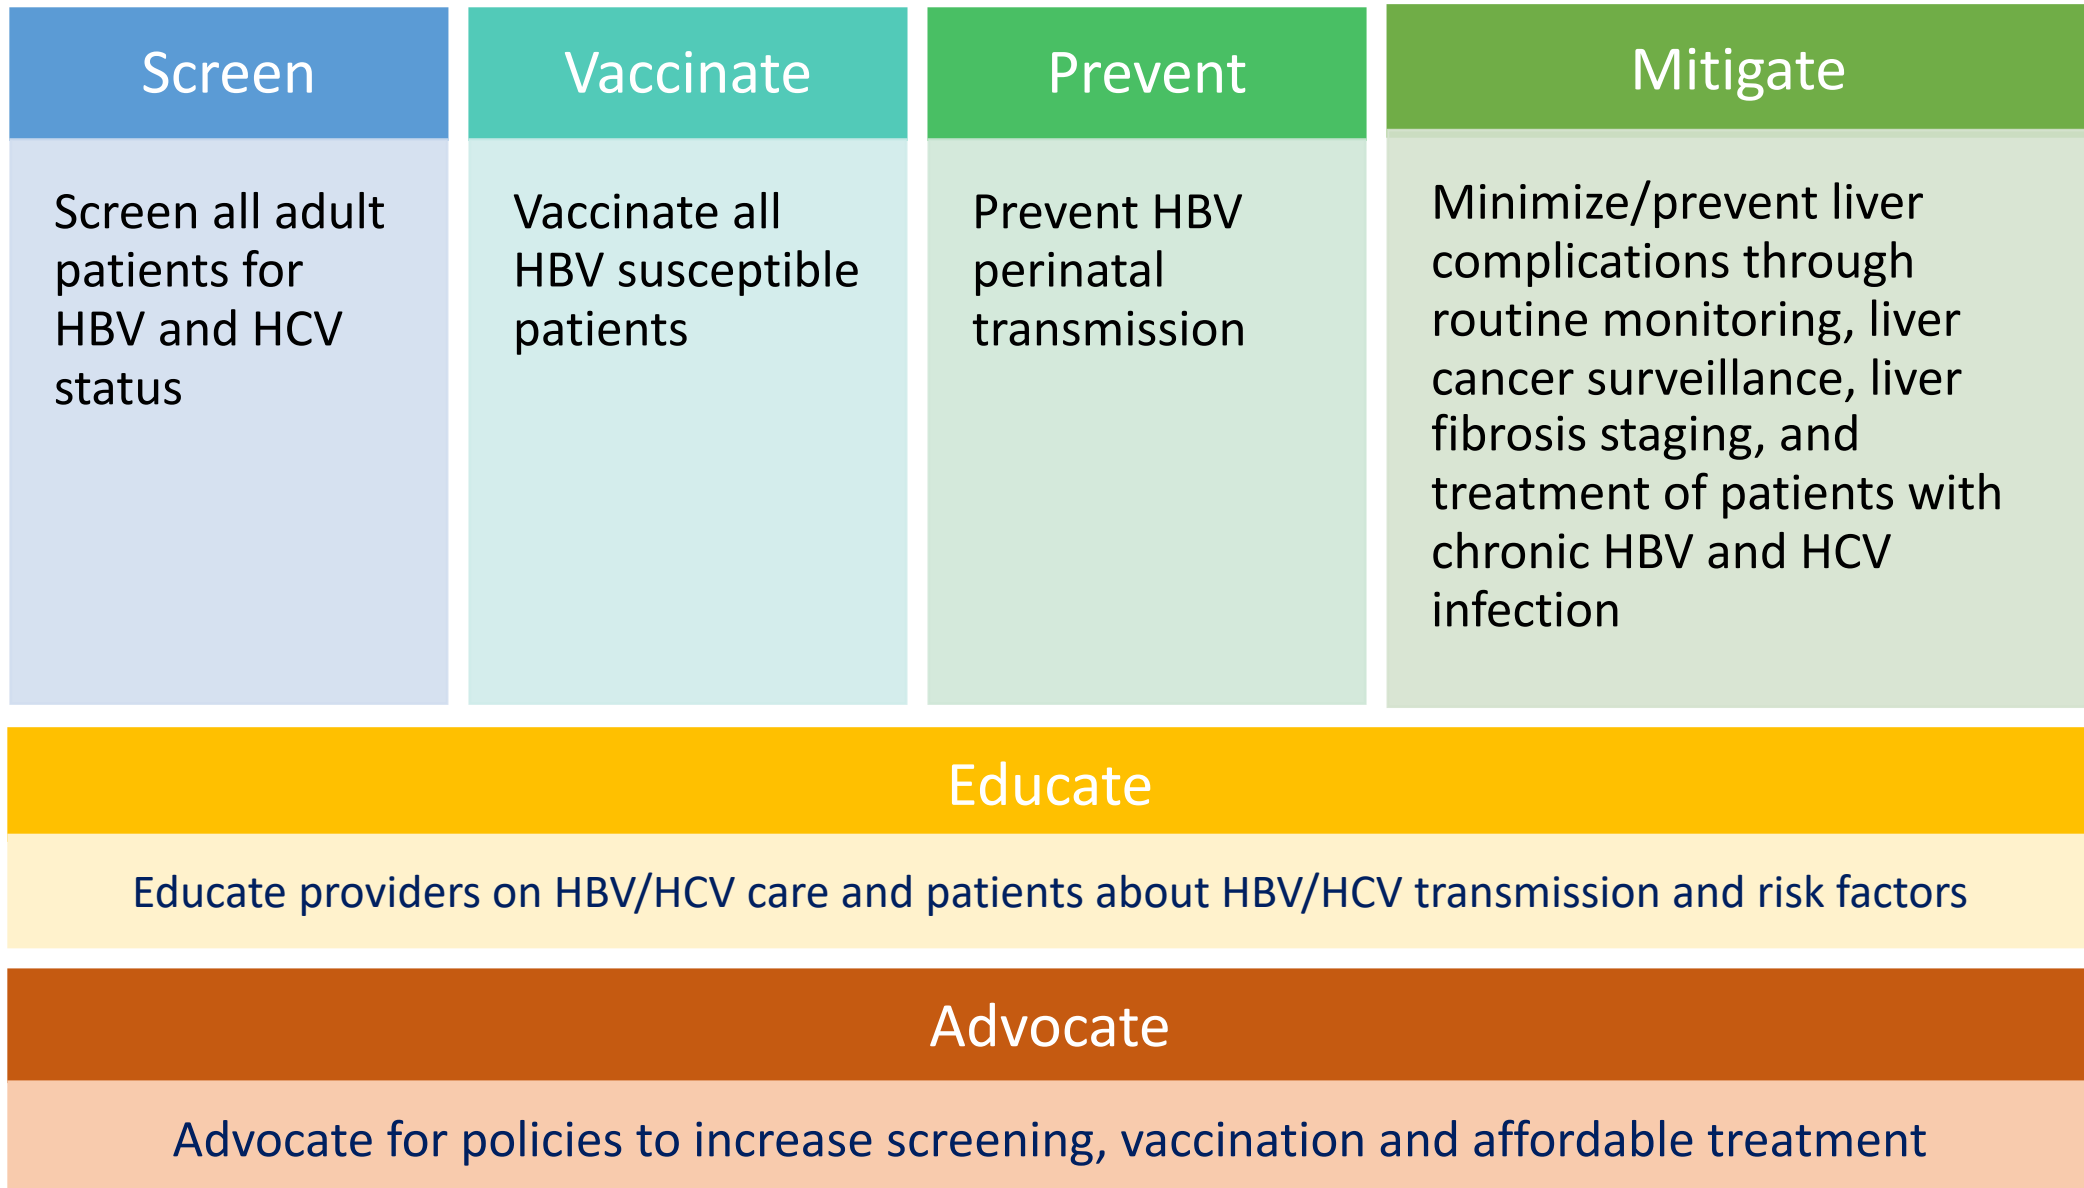 Screen
Screen all adult
patients for
HBV and HCV
status
Vaccinate
Vaccinate all
HBV susceptible
patients
Prevent
Prevent HBV
perinatal
transmission
Mitigate
Minimize/prevent liver
complications through
routine monitoring, liver
cancer surveillance, liver
fibrosis staging, and
treatment of patients with
chronic HBV and HCV
infection
Educate
Educate providers on HBV/HCV care and patients about HBV/HCV transmission and risk factors
Advocate
Advocate for policies to increase screening, vaccination and affordable treatment